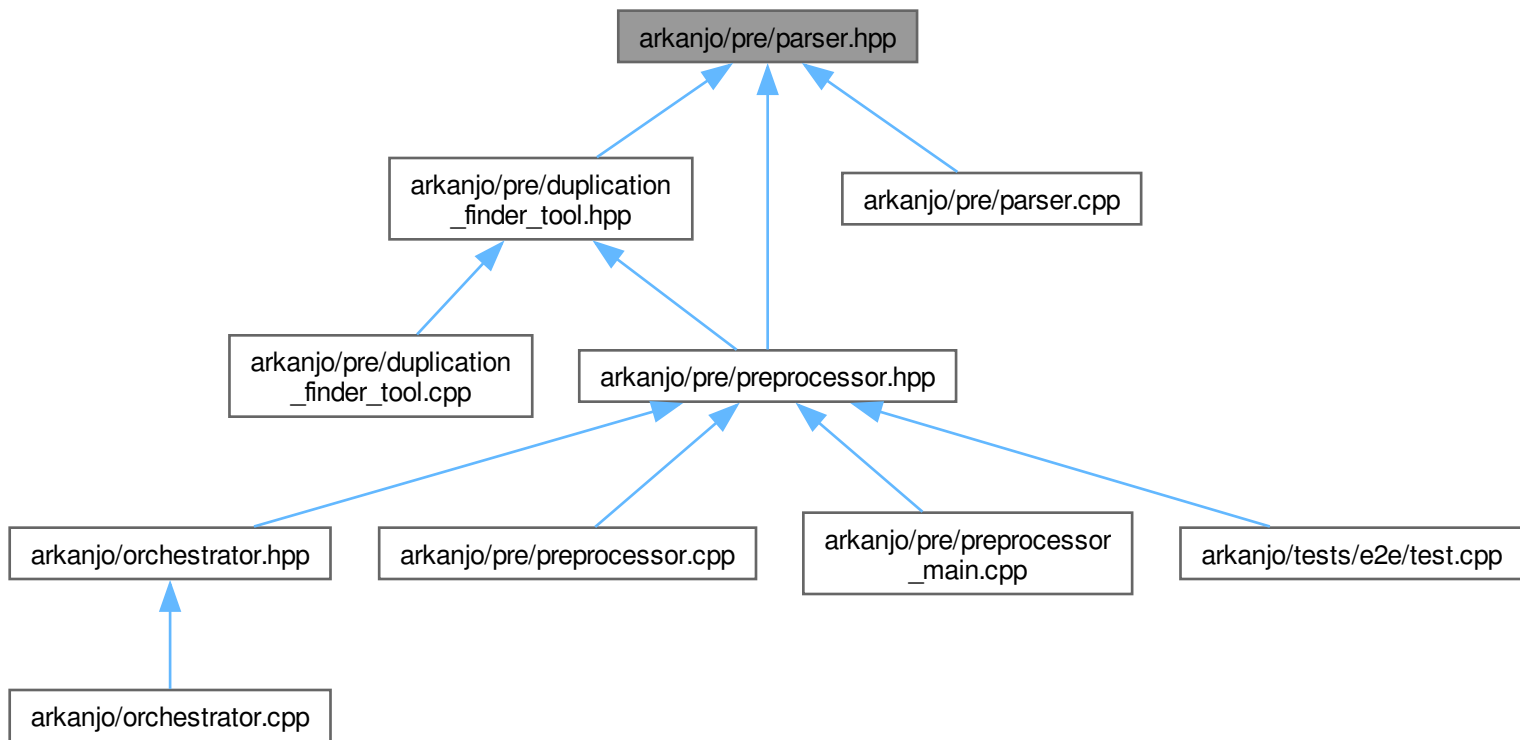 arkanjo/pre/parser.hpp
arkanjo/pre/duplication
_finder_tool.hpp
arkanjo/pre/parser.cpp
arkanjo/pre/duplication
_finder_tool.cpp
arkanjo/pre/preprocessor.hpp
arkanjo/orchestrator.hpp
arkanjo/pre/preprocessor.cpp
arkanjo/pre/preprocessor
_main.cpp
arkanjo/tests/e2e/test.cpp
arkanjo/orchestrator.cpp